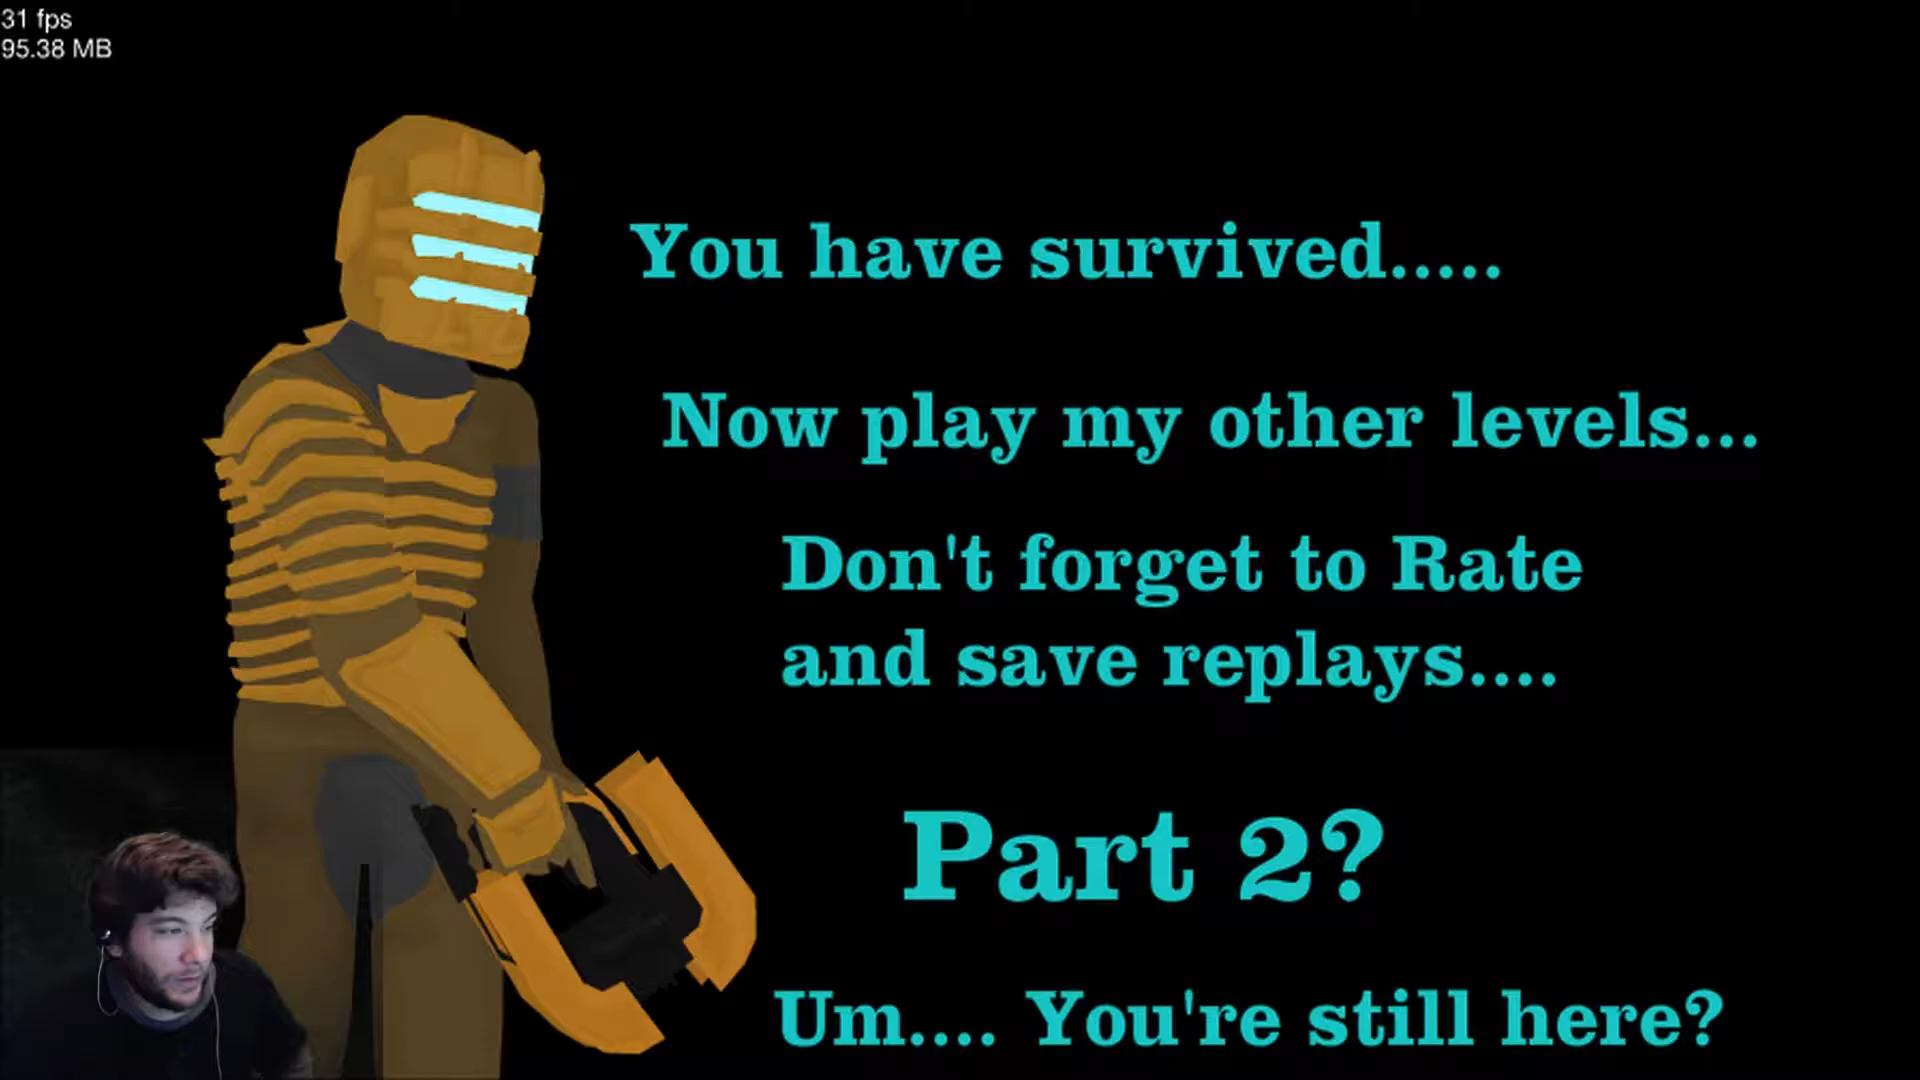 31 fps
95.38 MB
You have survived.....
Now play my other levels...
Don't forget to Rate
and save replays....
Part 2?
Um.... You're still here?